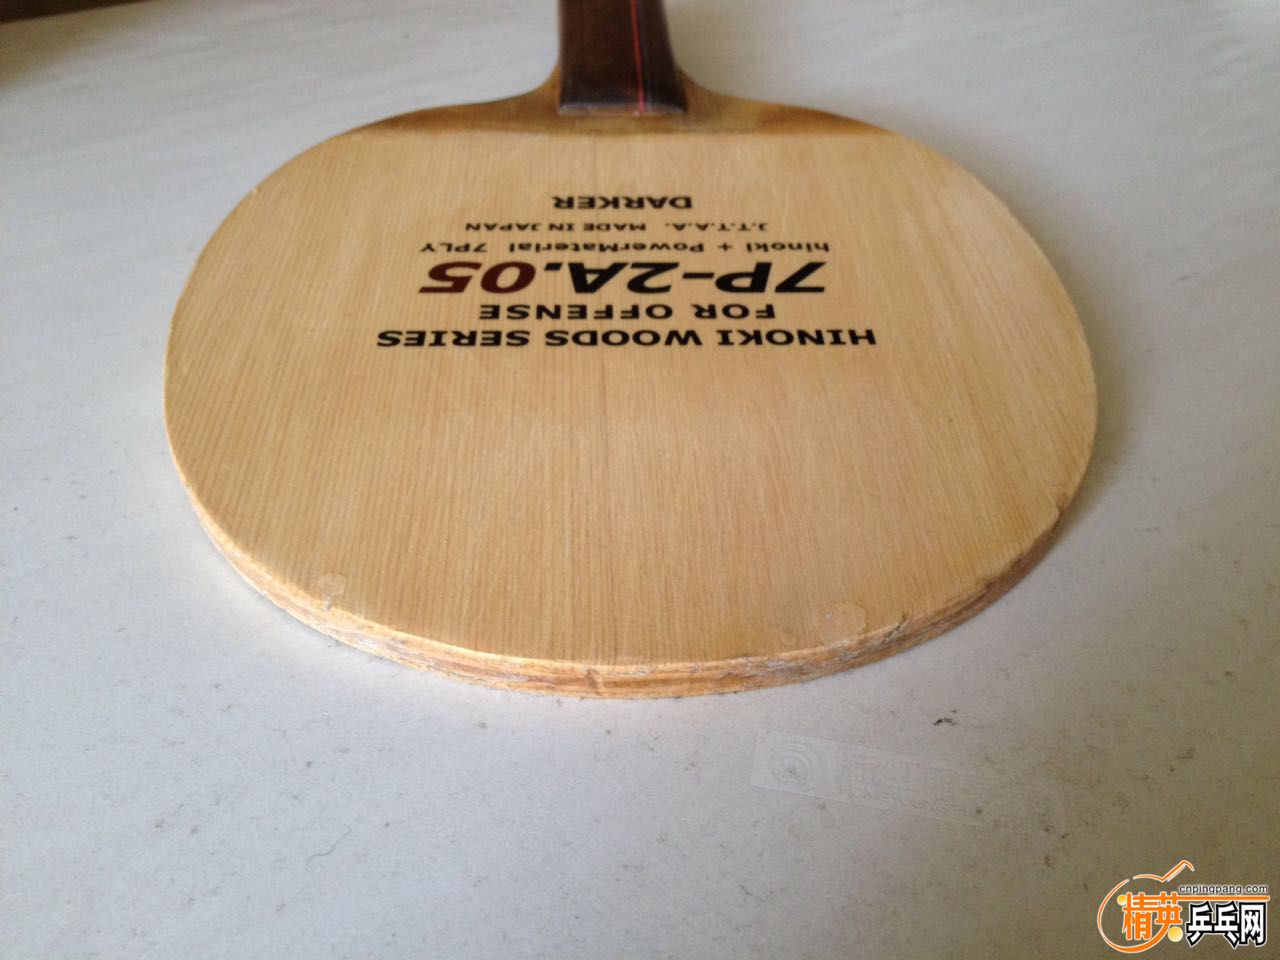 HINOKI WOODS SERIES
FOR OFFENSE
7P-2A.05
hinoki + PowerMaterial 7PLY
J.T.T.A.A. MADE IN JAPAN
DARKER
cnpingpang.com
精英乒乓网